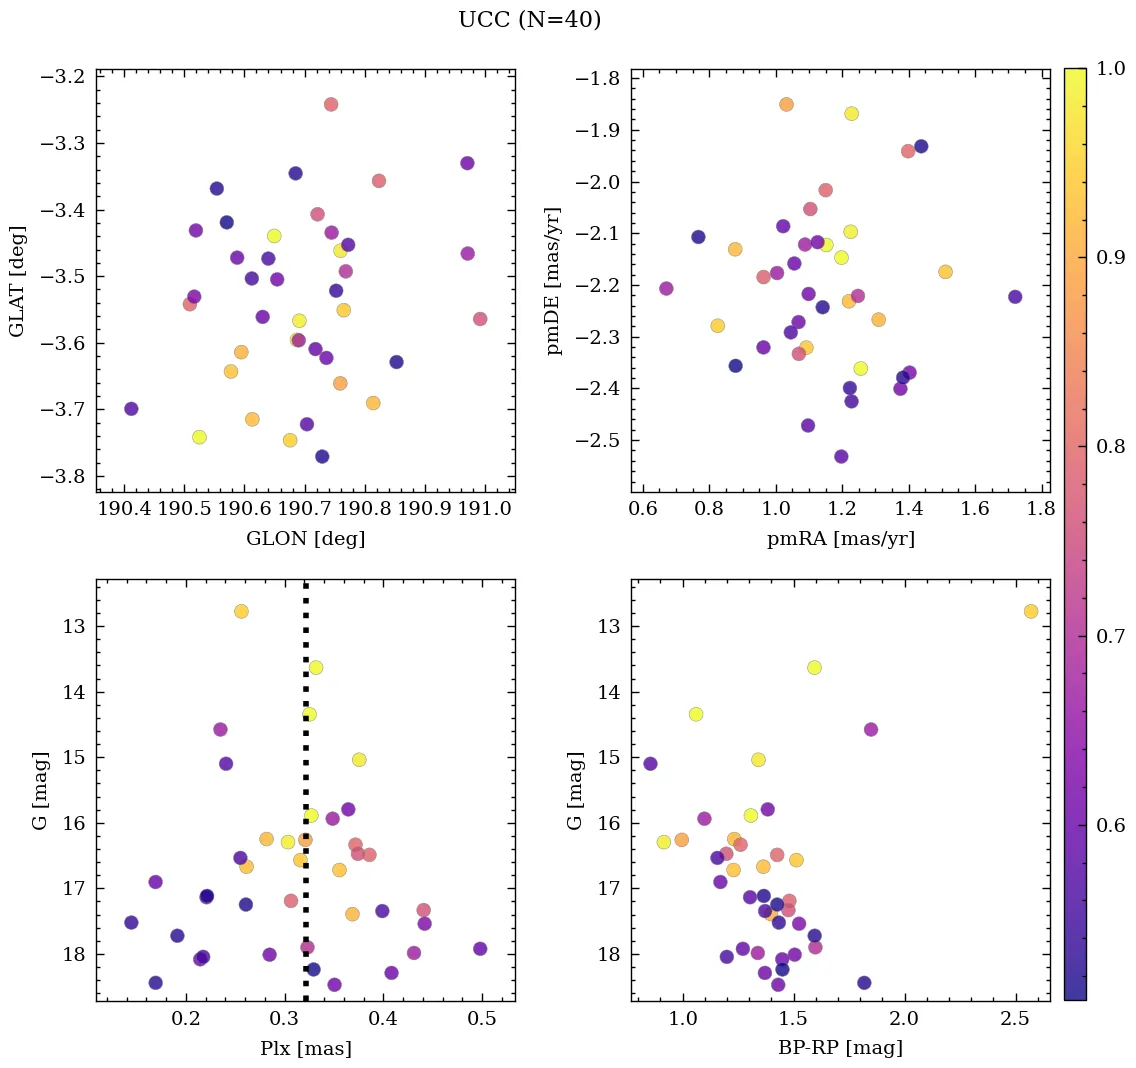 UCC (N=40)
−3.2
−3.3
−3.4
−3.5
−3.6
−3.7
−3.8
GLAT [deg]
190.4 190.5 190.6 190.7 190.8 190.9 191.0
GLON [deg]
−1.8
−1.9
−2.0
−2.1
−2.2
−2.3
−2.4
−2.5
pmDE [mas/yr]
0.6 0.8 1.0 1.2 1.4 1.6 1.8
pmRA [mas/yr]
13
14
15
16
17
18
G [mag]
0.2 0.3 0.4 0.5
Plx [mas]
13
14
15
16
17
18
G [mag]
1.0 1.5 2.0 2.5
BP-RP [mag]
1.0
0.9
0.8
0.7
0.6